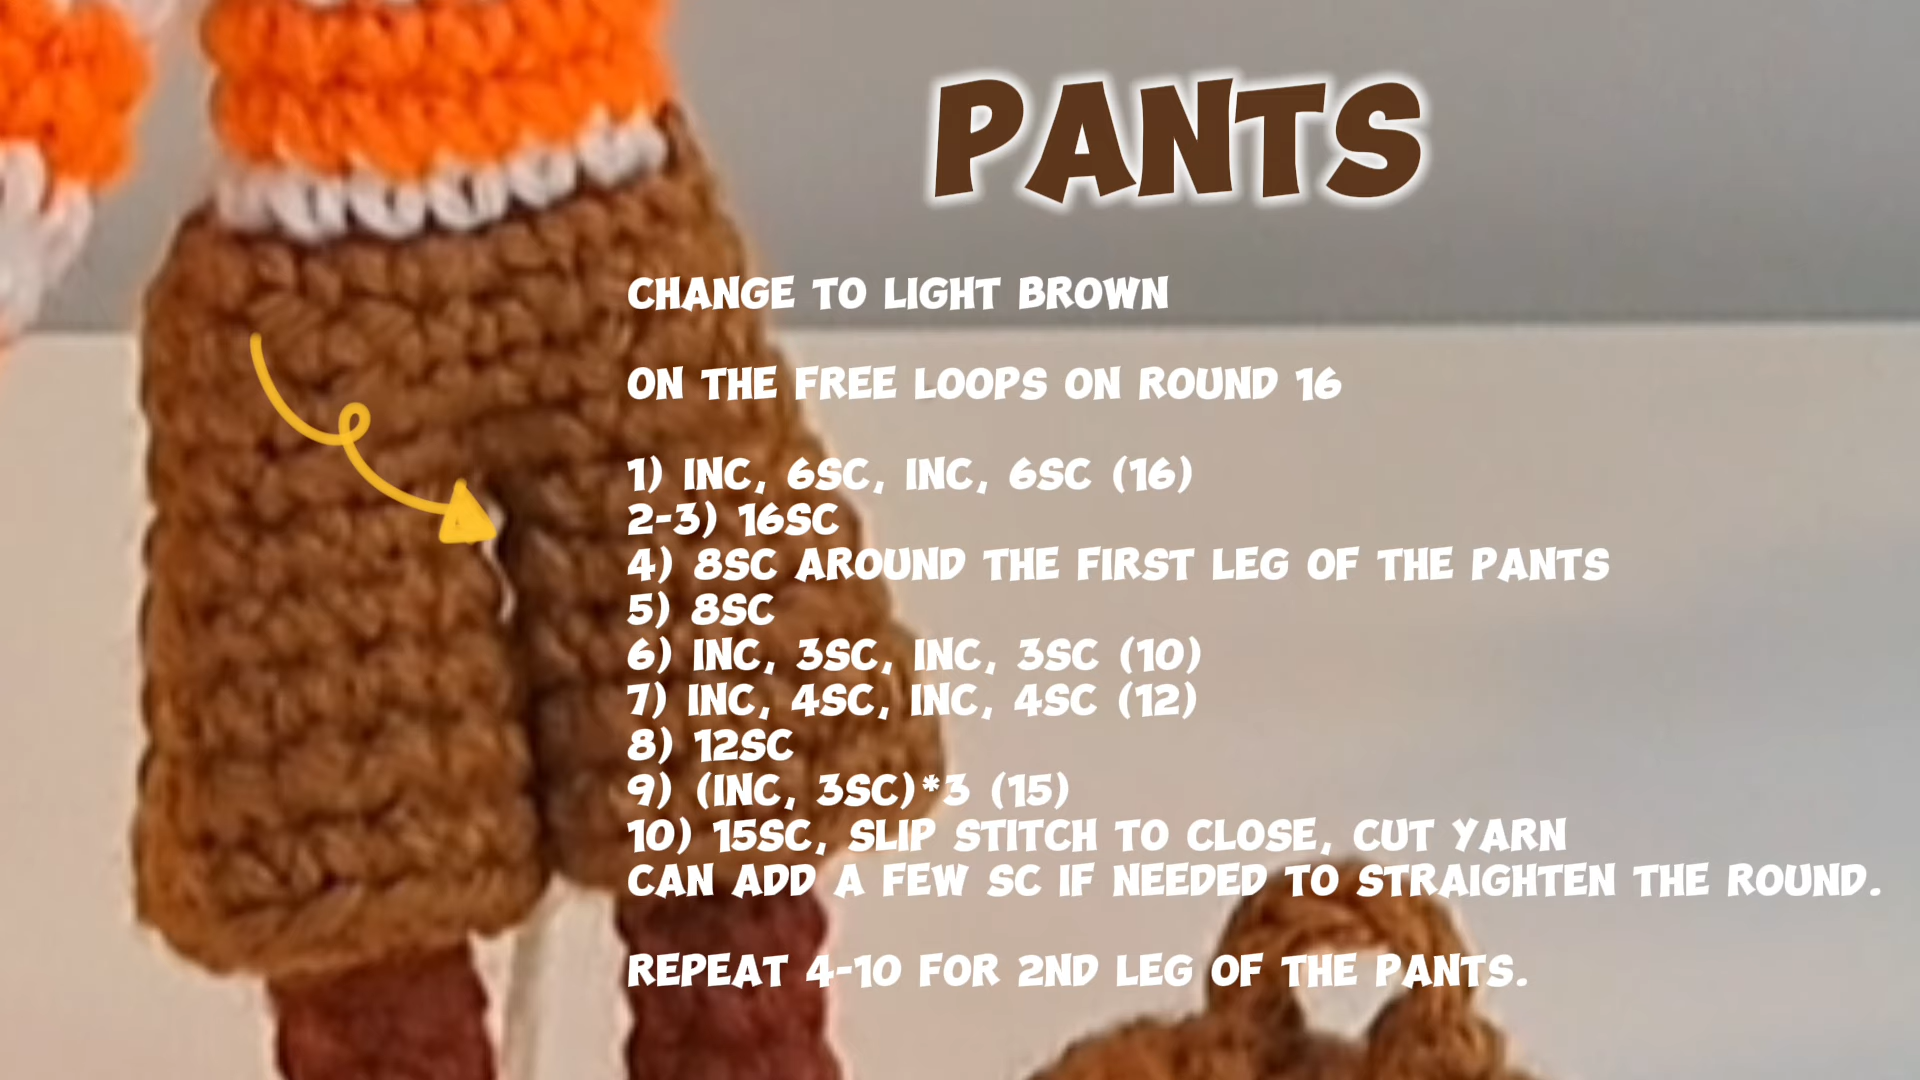 PANTS
CHANGE TO LIGHT BROWN
ON THE FREE LOOPS ON ROUND 16
1) INC, 6SC, INC, 6SC (16)
2-3) 16SC
4) 8SC AROUND THE FIRST LEG OF THE PANTS
5) 8SC
6) INC, 3SC, INC, 3SC (10)
7) INC, 4SC, INC, 4SC (12)
8) 12SC
9) (INC, 3SC)*3 (15)
10) 15SC, SLIP STITCH TO CLOSE, CUT YARN
CAN ADD A FEW SC IF NEEDED TO STRAIGHTEN THE ROUND.
REPEAT 4-10 FOR 2ND LEG OF THE PANTS.